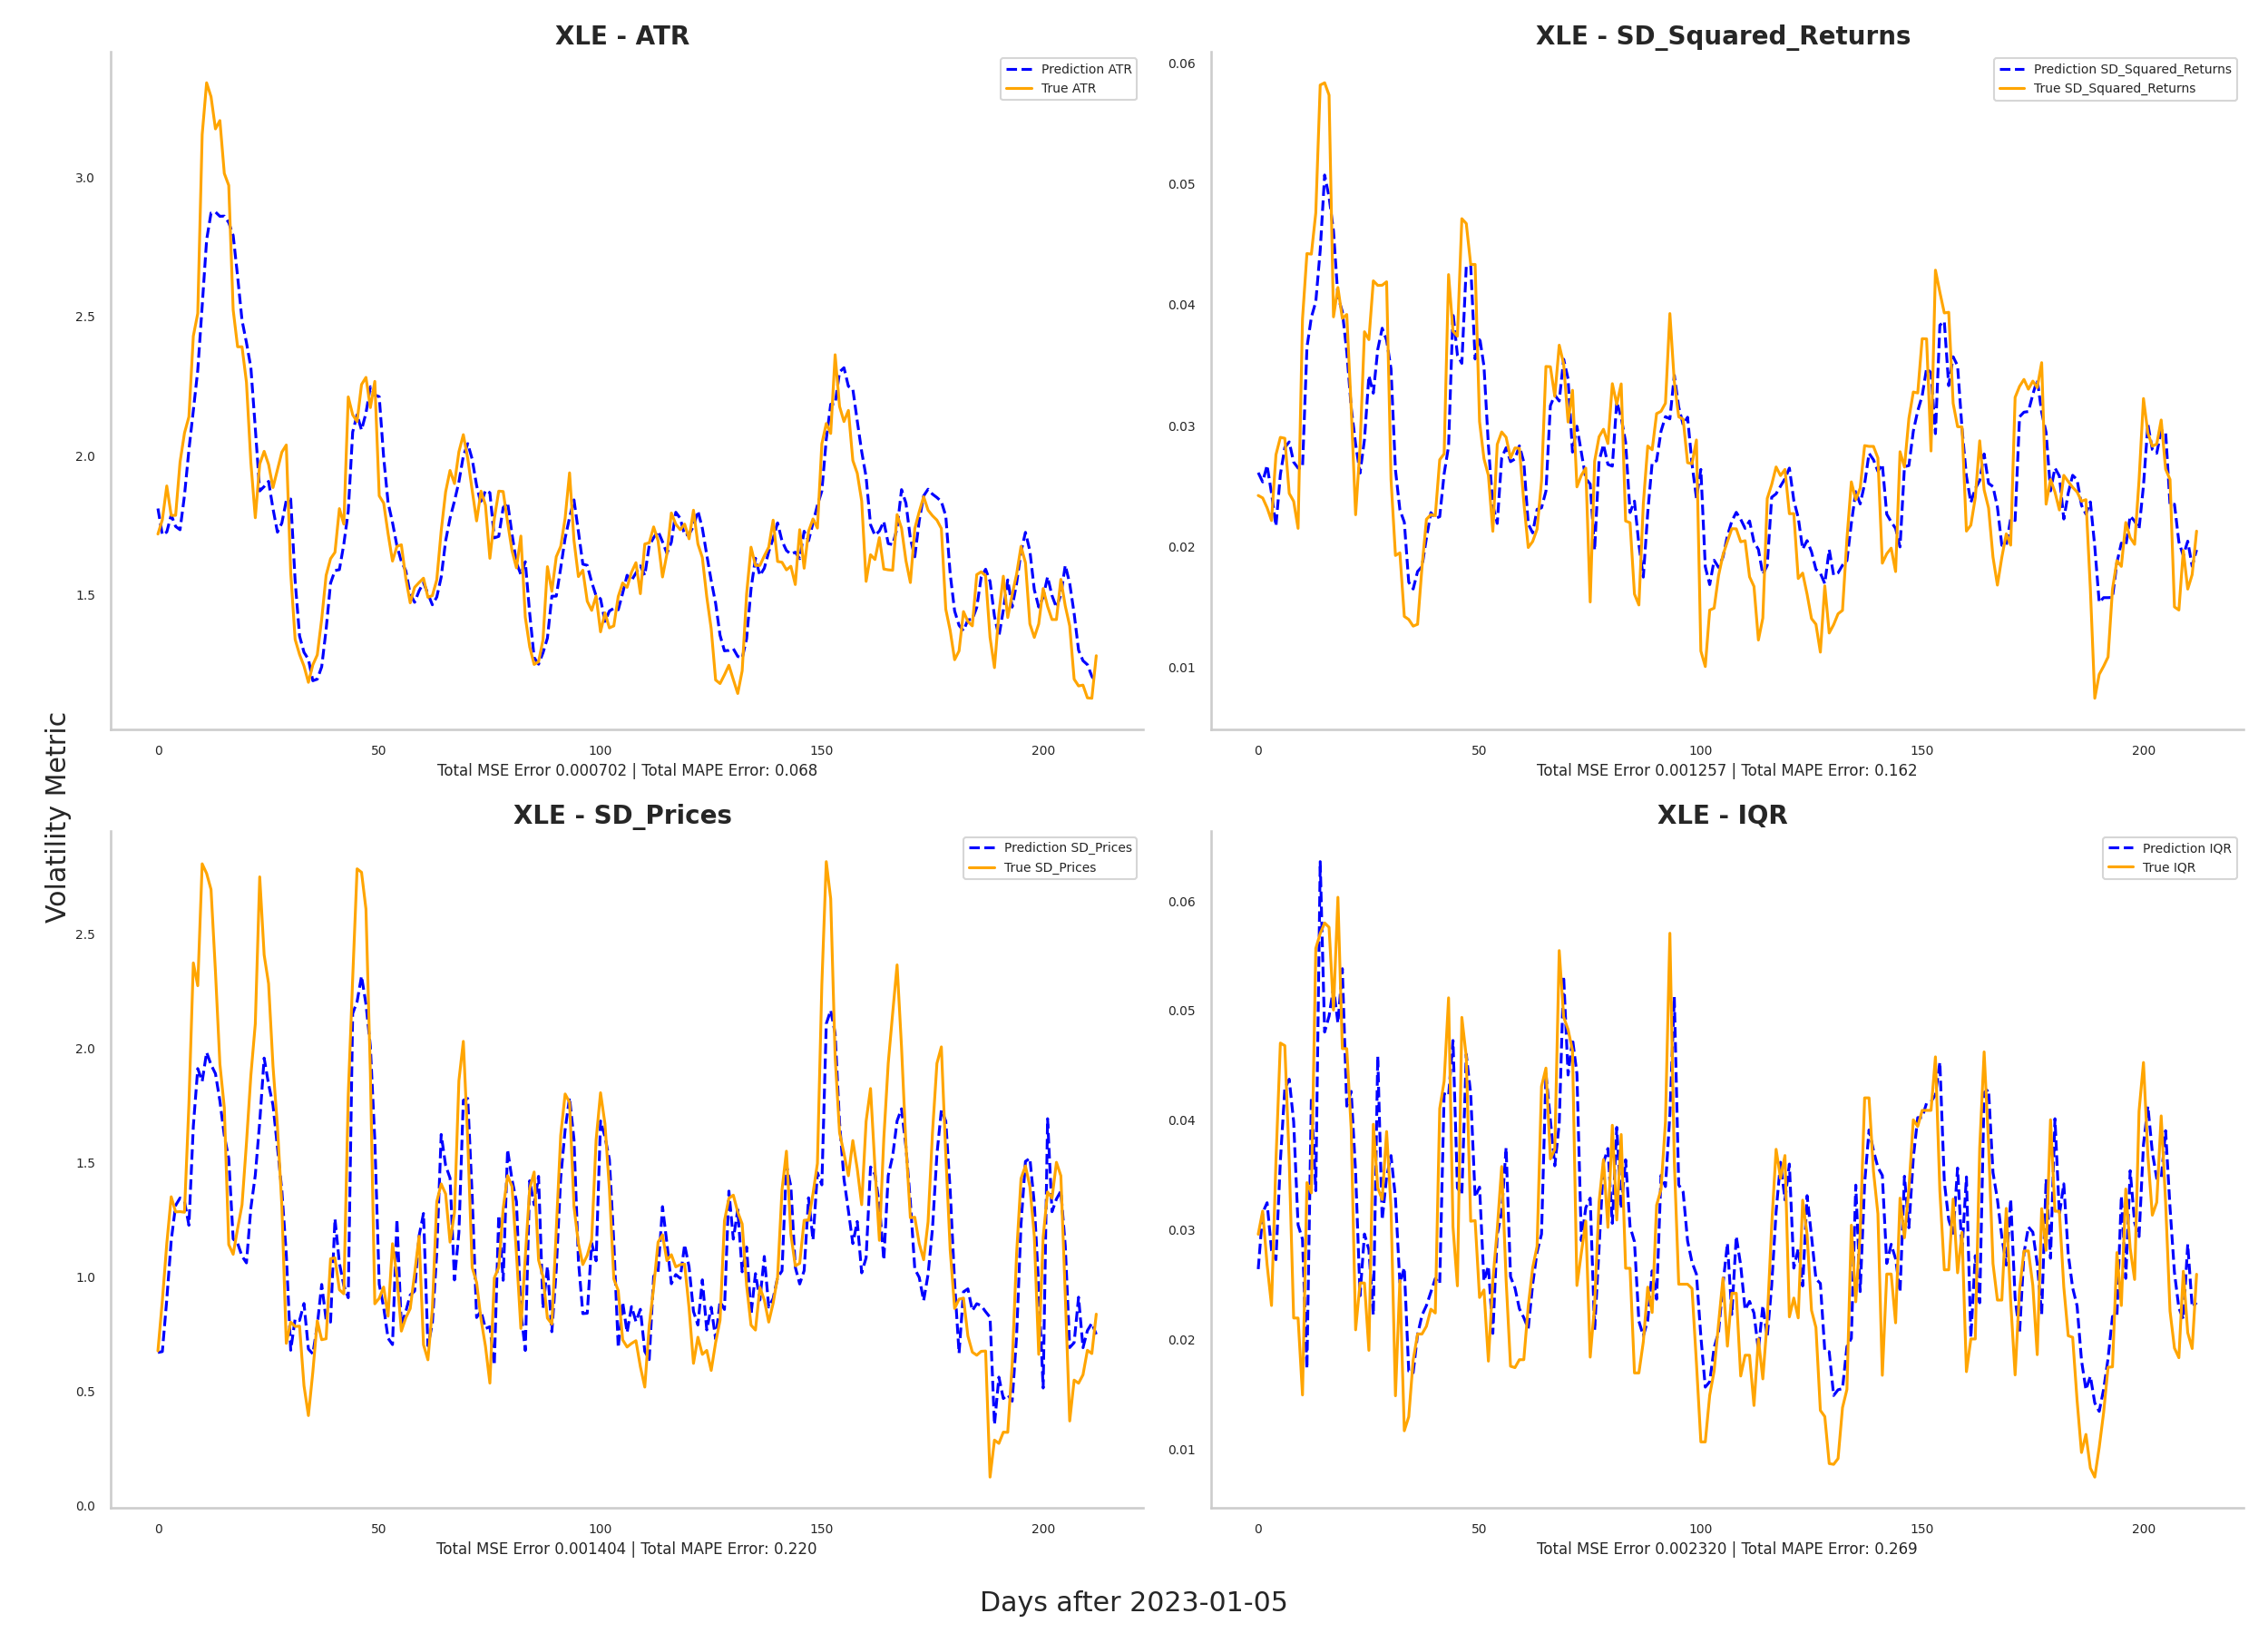 XLE - ATR
Prediction ATR
True ATR
3.0
2.5
2.0
1.5
0
50
100
150
200
Total MSE Error 0.000702 | Total MAPE Error: 0.068
XLE - SD_Squared_Returns
Prediction SD_Squared_Returns
True SD_Squared_Returns
0.06
0.05
0.04
0.03
0.02
0.01
0
50
100
150
200
Total MSE Error 0.001257 | Total MAPE Error: 0.162
Volatility Metric
XLE - SD_Prices
Prediction SD_Prices
True SD_Prices
2.5
2.0
1.5
1.0
0.5
0.0
0
50
100
150
200
Total MSE Error 0.001404 | Total MAPE Error: 0.220
XLE - IQR
Prediction IQR
True IQR
0.06
0.05
0.04
0.03
0.02
0.01
0
50
100
150
200
Total MSE Error 0.002320 | Total MAPE Error: 0.269
Days after 2023-01-05